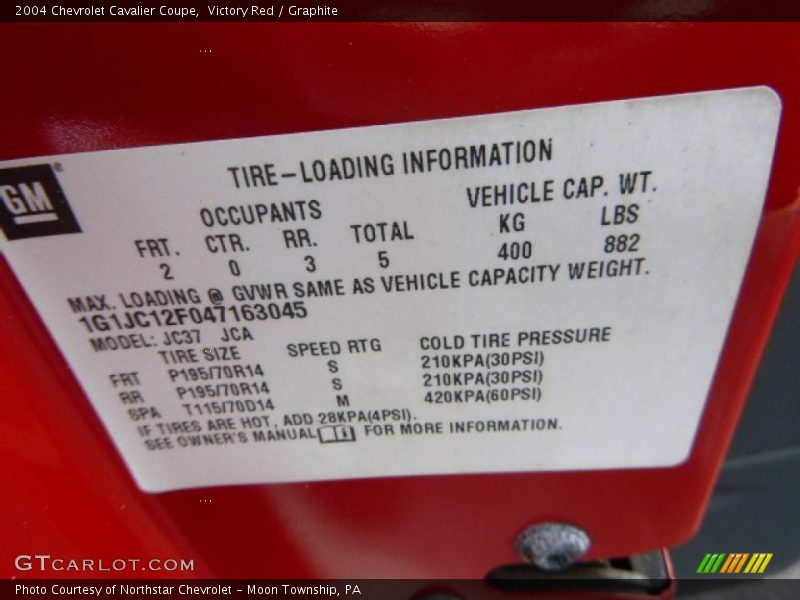 2004 Chevrolet Cavalier Coupe, Victory Red / Graphite
GM®
TIRE-LOADING INFORMATION
OCCUPANTS VEHICLE CAP. WT.
FRT. CTR. RR. TOTAL KG LBS
2 0 3 5 400 882
MAX. LOADING @ GVWR SAME AS VEHICLE CAPACITY WEIGHT.
1G1JC12F047163045
MODEL: JC37 JCA
TIRE SIZE SPEED RTG COLD TIRE PRESSURE
FRT P195/70R14 S 210KPA(30PSI)
RR P195/70R14 S 210KPA(30PSI)
SPA T115/70D14 M 420KPA(60PSI)
IF TIRES ARE HOT, ADD 28KPA(4PSI).
SEE OWNER'S MANUAL FOR MORE INFORMATION.
GTCARLOT.COM
Photo Courtesy of Northstar Chevrolet - Moon Township, PA